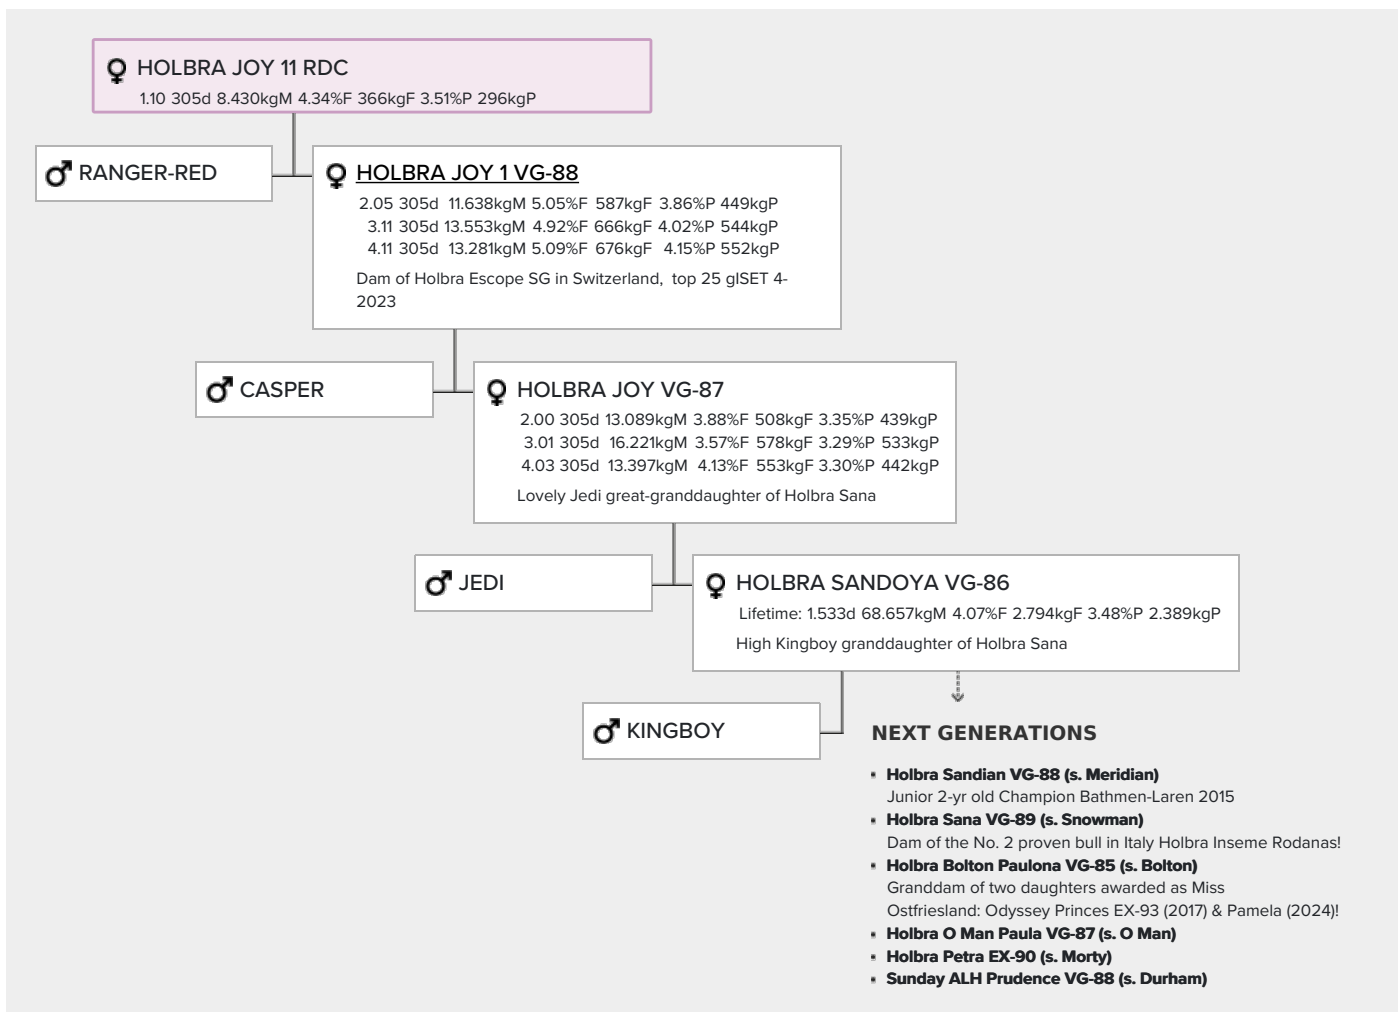 HOLBRA JOY 11 RDC
1.10 305d 8.430kgM 4.34%F 366kgF 3.51%P 296kgP
RANGER-RED
HOLBRA JOY 1 VG-88
2.05 305d 11.638kgM 5.05%F 587kgF 3.86%P 449kgP
3.11 305d 13.553kgM 4.92%F 666kgF 4.02%P 544kgP
4.11 305d 13.281kgM 5.09%F 676kgF 4.15%P 552kgP
Dam of Holbra Escope SG in Switzerland, top 25 gISET 4-
2023
CASPER
HOLBRA JOY VG-87
2.00 305d 13.089kgM 3.88%F 508kgF 3.35%P 439kgP
3.01 305d 16.221kgM 3.57%F 578kgF 3.29%P 533kgP
4.03 305d 13.397kgM 4.13%F 553kgF 3.30%P 442kgP
Lovely Jedi great-granddaughter of Holbra Sana
JEDI
HOLBRA SANDOYA VG-86
Lifetime: 1.533d 68.657kgM 4.07%F 2.794kgF 3.48%P 2.389kgP
High Kingboy granddaughter of Holbra Sana
KINGBOY
NEXT GENERATIONS
Holbra Sandian VG-88 (s. Meridian)
Junior 2-yr old Champion Bathmen-Laren 2015
Holbra Sana VG-89 (s. Snowman)
Dam of the No. 2 proven bull in Italy Holbra Inseme Rodanas!
Holbra Bolton Paulona VG-85 (s. Bolton)
Granddam of two daughters awarded as Miss
Ostfriesland: Odyssey Princes EX-93 (2017) & Pamela (2024)!
Holbra O Man Paula VG-87 (s. O Man)
Holbra Petra EX-90 (s. Morty)
Sunday ALH Prudence VG-88 (s. Durham)